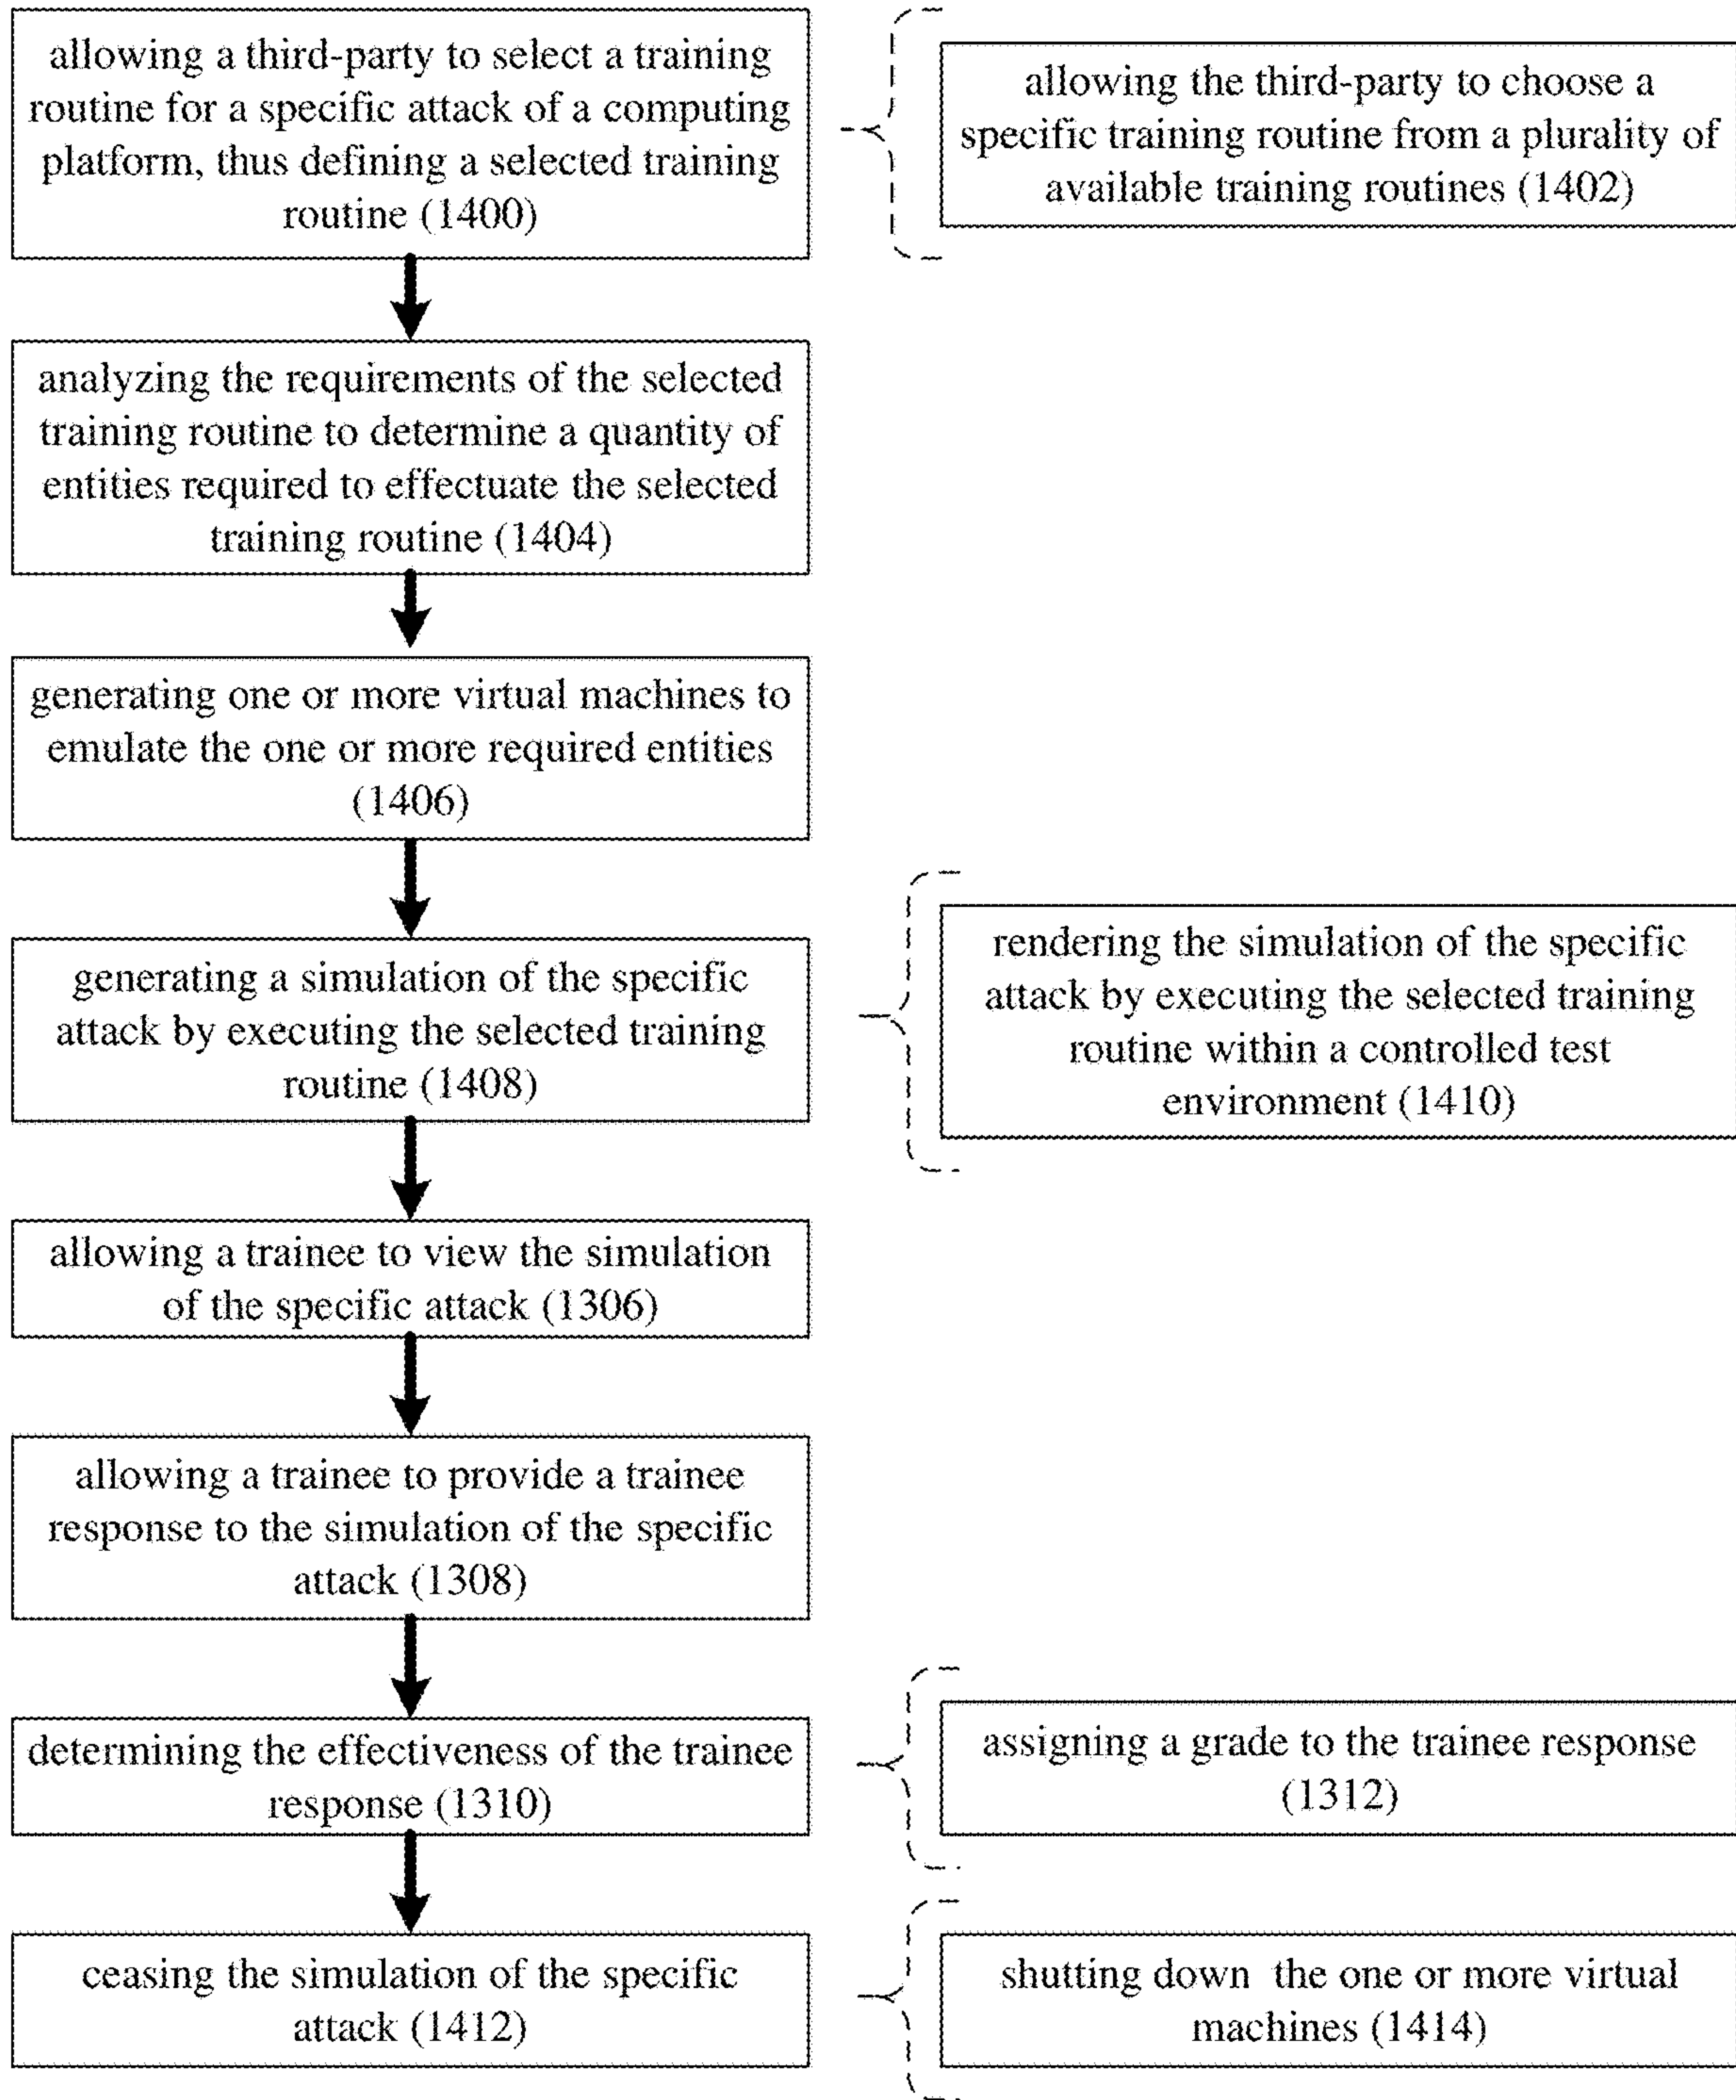 allowing a third-party to select a training
routine for a specific attack of a computing
platform, thus defining a selected training
routine (1400)
allowing the third-party to choose a
specific training routine from a plurality of
available training routines (1402)
analyzing the requirements of the selected
training routine to determine a quantity of
entities required to effectuate the selected
training routine (1404)
generating one or more virtual machines to
emulate the one or more required entities
(1406)
generating a simulation of the specific
attack by executing the selected training
routine (1408)
rendering the simulation of the specific
attack by executing the selected training
routine within a controlled test
environment (1410)
allowing a trainee to view the simulation
of the specific attack (1306)
allowing a trainee to provide a trainee
response to the simulation of the specific
attack (1308)
determining the effectiveness of the trainee
response (1310)
assigning a grade to the trainee response
(1312)
ceasing the simulation of the specific
attack (1412)
shutting down the one or more virtual
machines (1414)